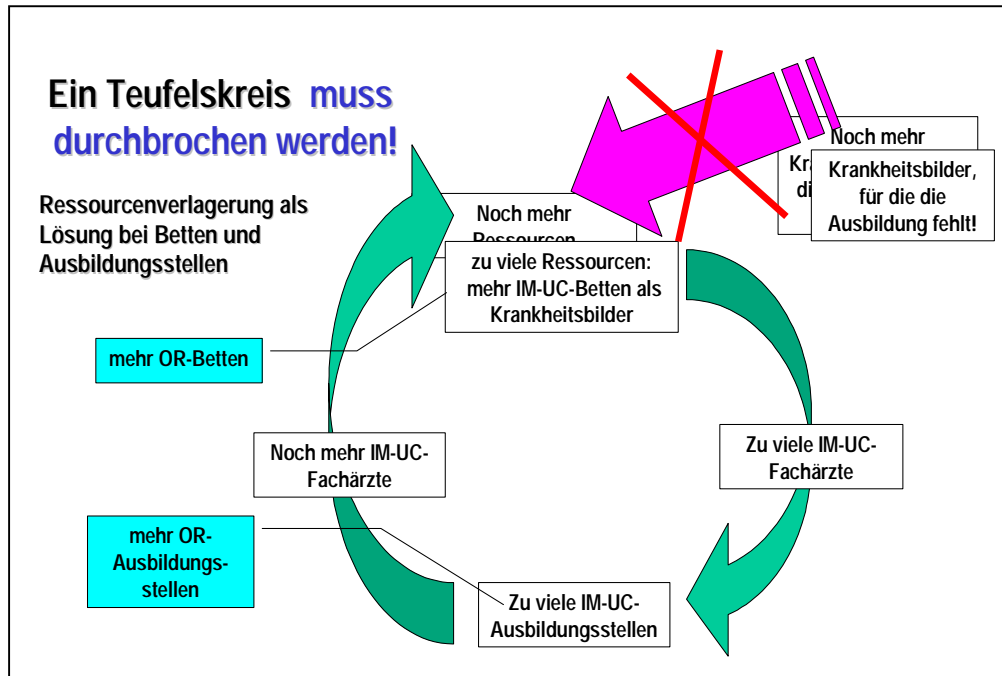 Ein Teufelskreis muss
durchbrochen werden!
Ressourcenverlagerung als
Lösung bei Betten und
Ausbildungsstellen
Noch mehr
Krankheitsbilder,
für die die
Ausbildung fehlt!
Noch mehr
Ressourcen
zu viele Ressourcen:
mehr IM-UC-Betten als
Krankheitsbilder
mehr OR-Betten
Noch mehr IM-UC-
Fachärzte
Zu viele IM-UC-
Fachärzte
mehr OR-
Ausbildungs-
stellen
Zu viele IM-UC-
Ausbildungsstellen